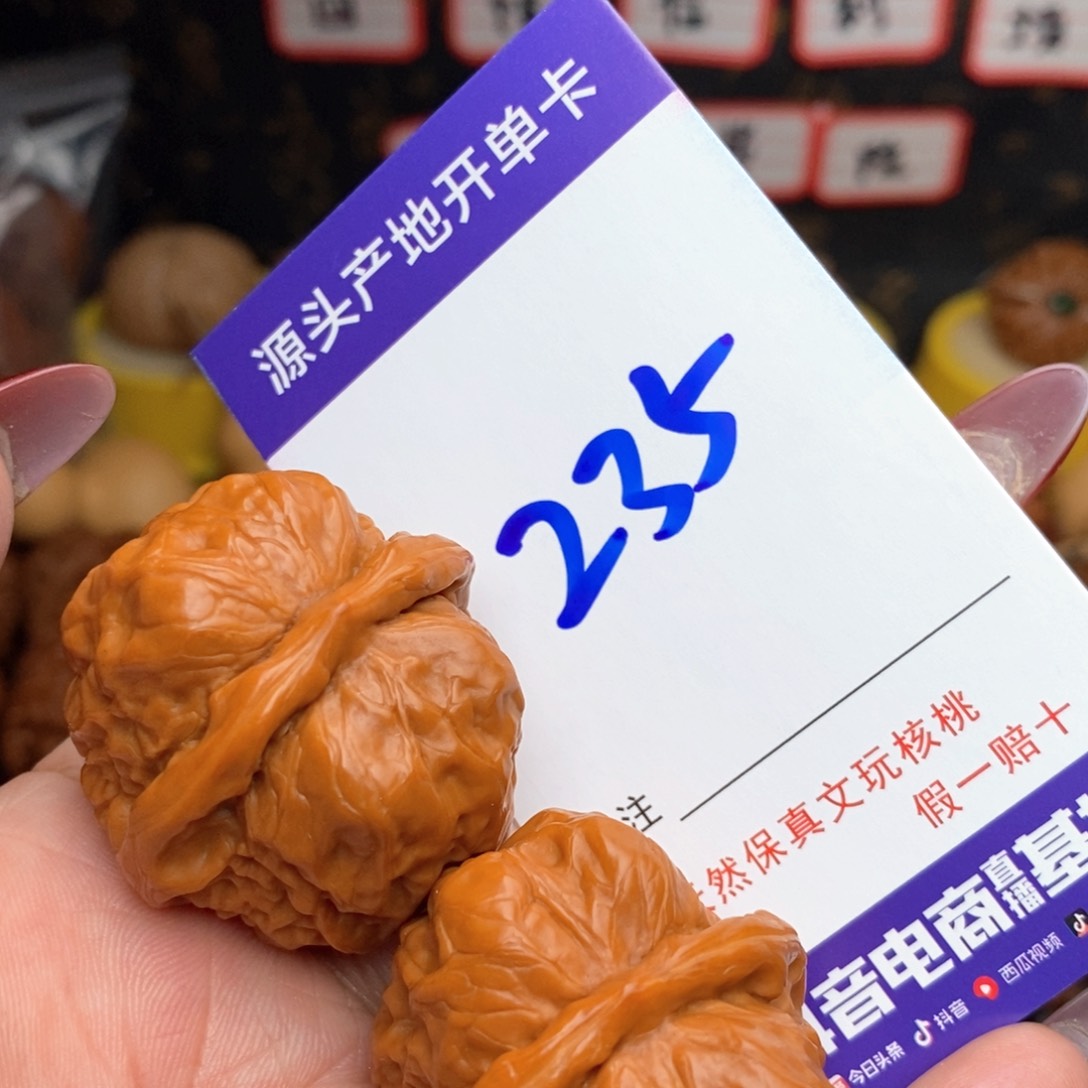 源头产地开单卡
235
注
然保真文玩核桃
假一赔十
音电商直播基
今日头条 抖音 西瓜视频